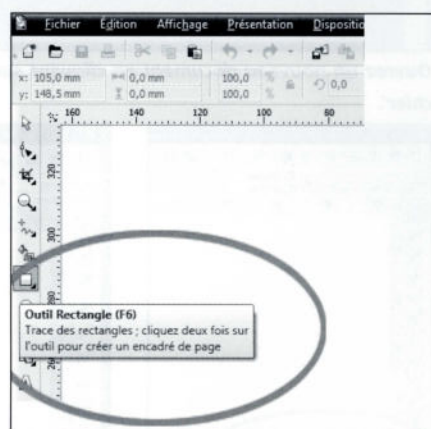 Fichier Edition Affichage Présentation Dispositio
x: 105,0 mm 0,0 mm 100,0 % 0,0
y: 148,5 mm 0,0 mm 100,0 %
160 140 120 100 80
320
300
Outil Rectangle (F6)
Trace des rectangles ; cliquez deux fois sur
l'outil pour créer un encadré de page
260